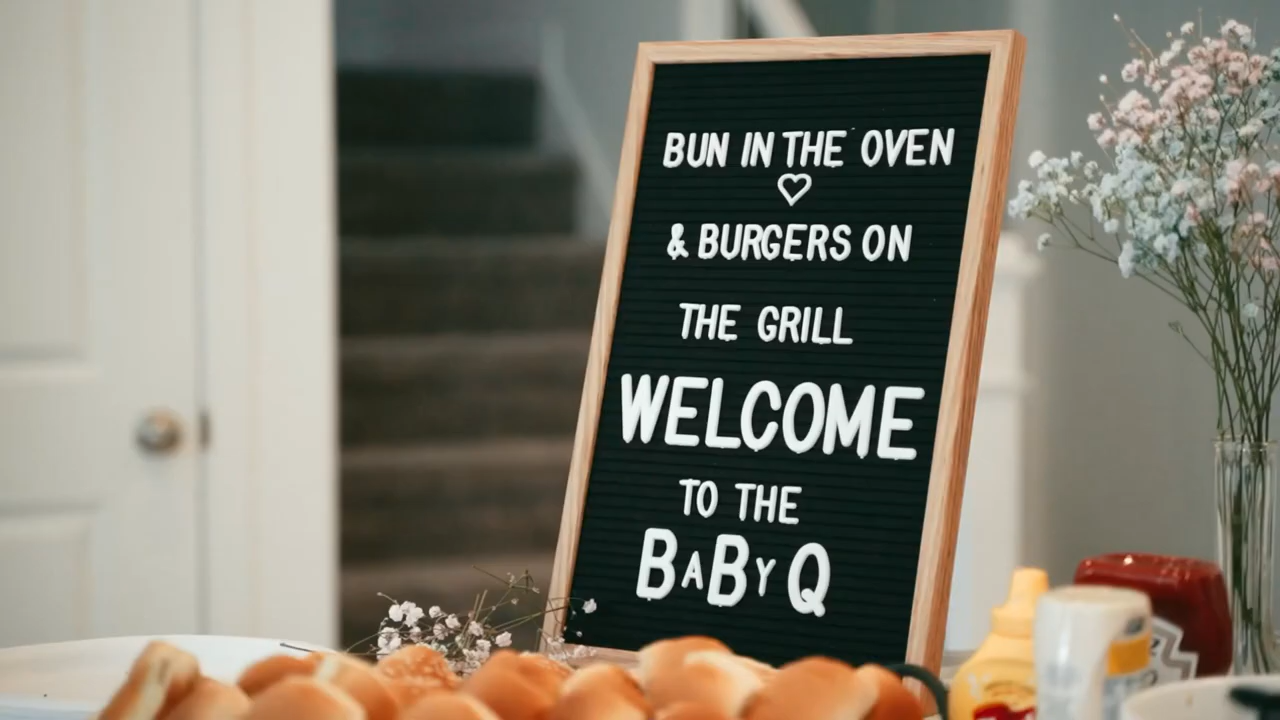 BUN IN THE OVEN
♡
& BURGERS ON
THE GRILL
WELCOME
TO THE
BABY Q